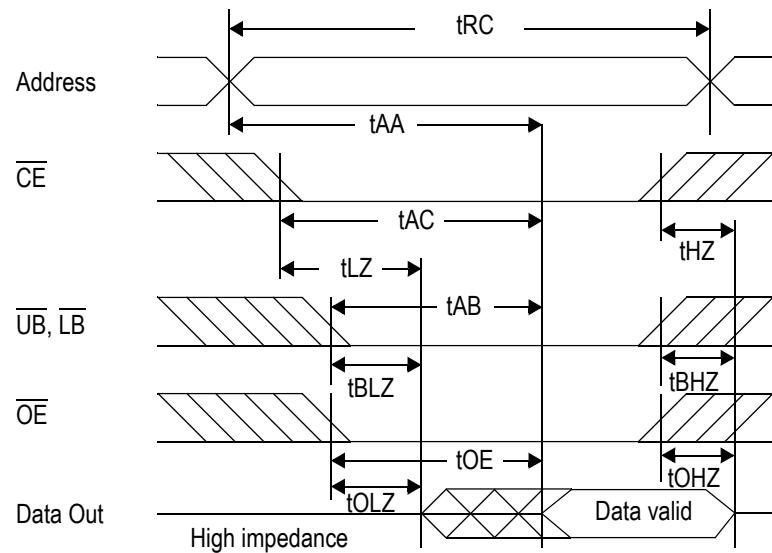 tRC
Address
tAA
CE
tAC
tHZ
tLZ
UB, LB
tAB
tBLZ
tBHZ
OE
tOE
tOHZ
tOLZ
Data Out
Data valid
High impedance